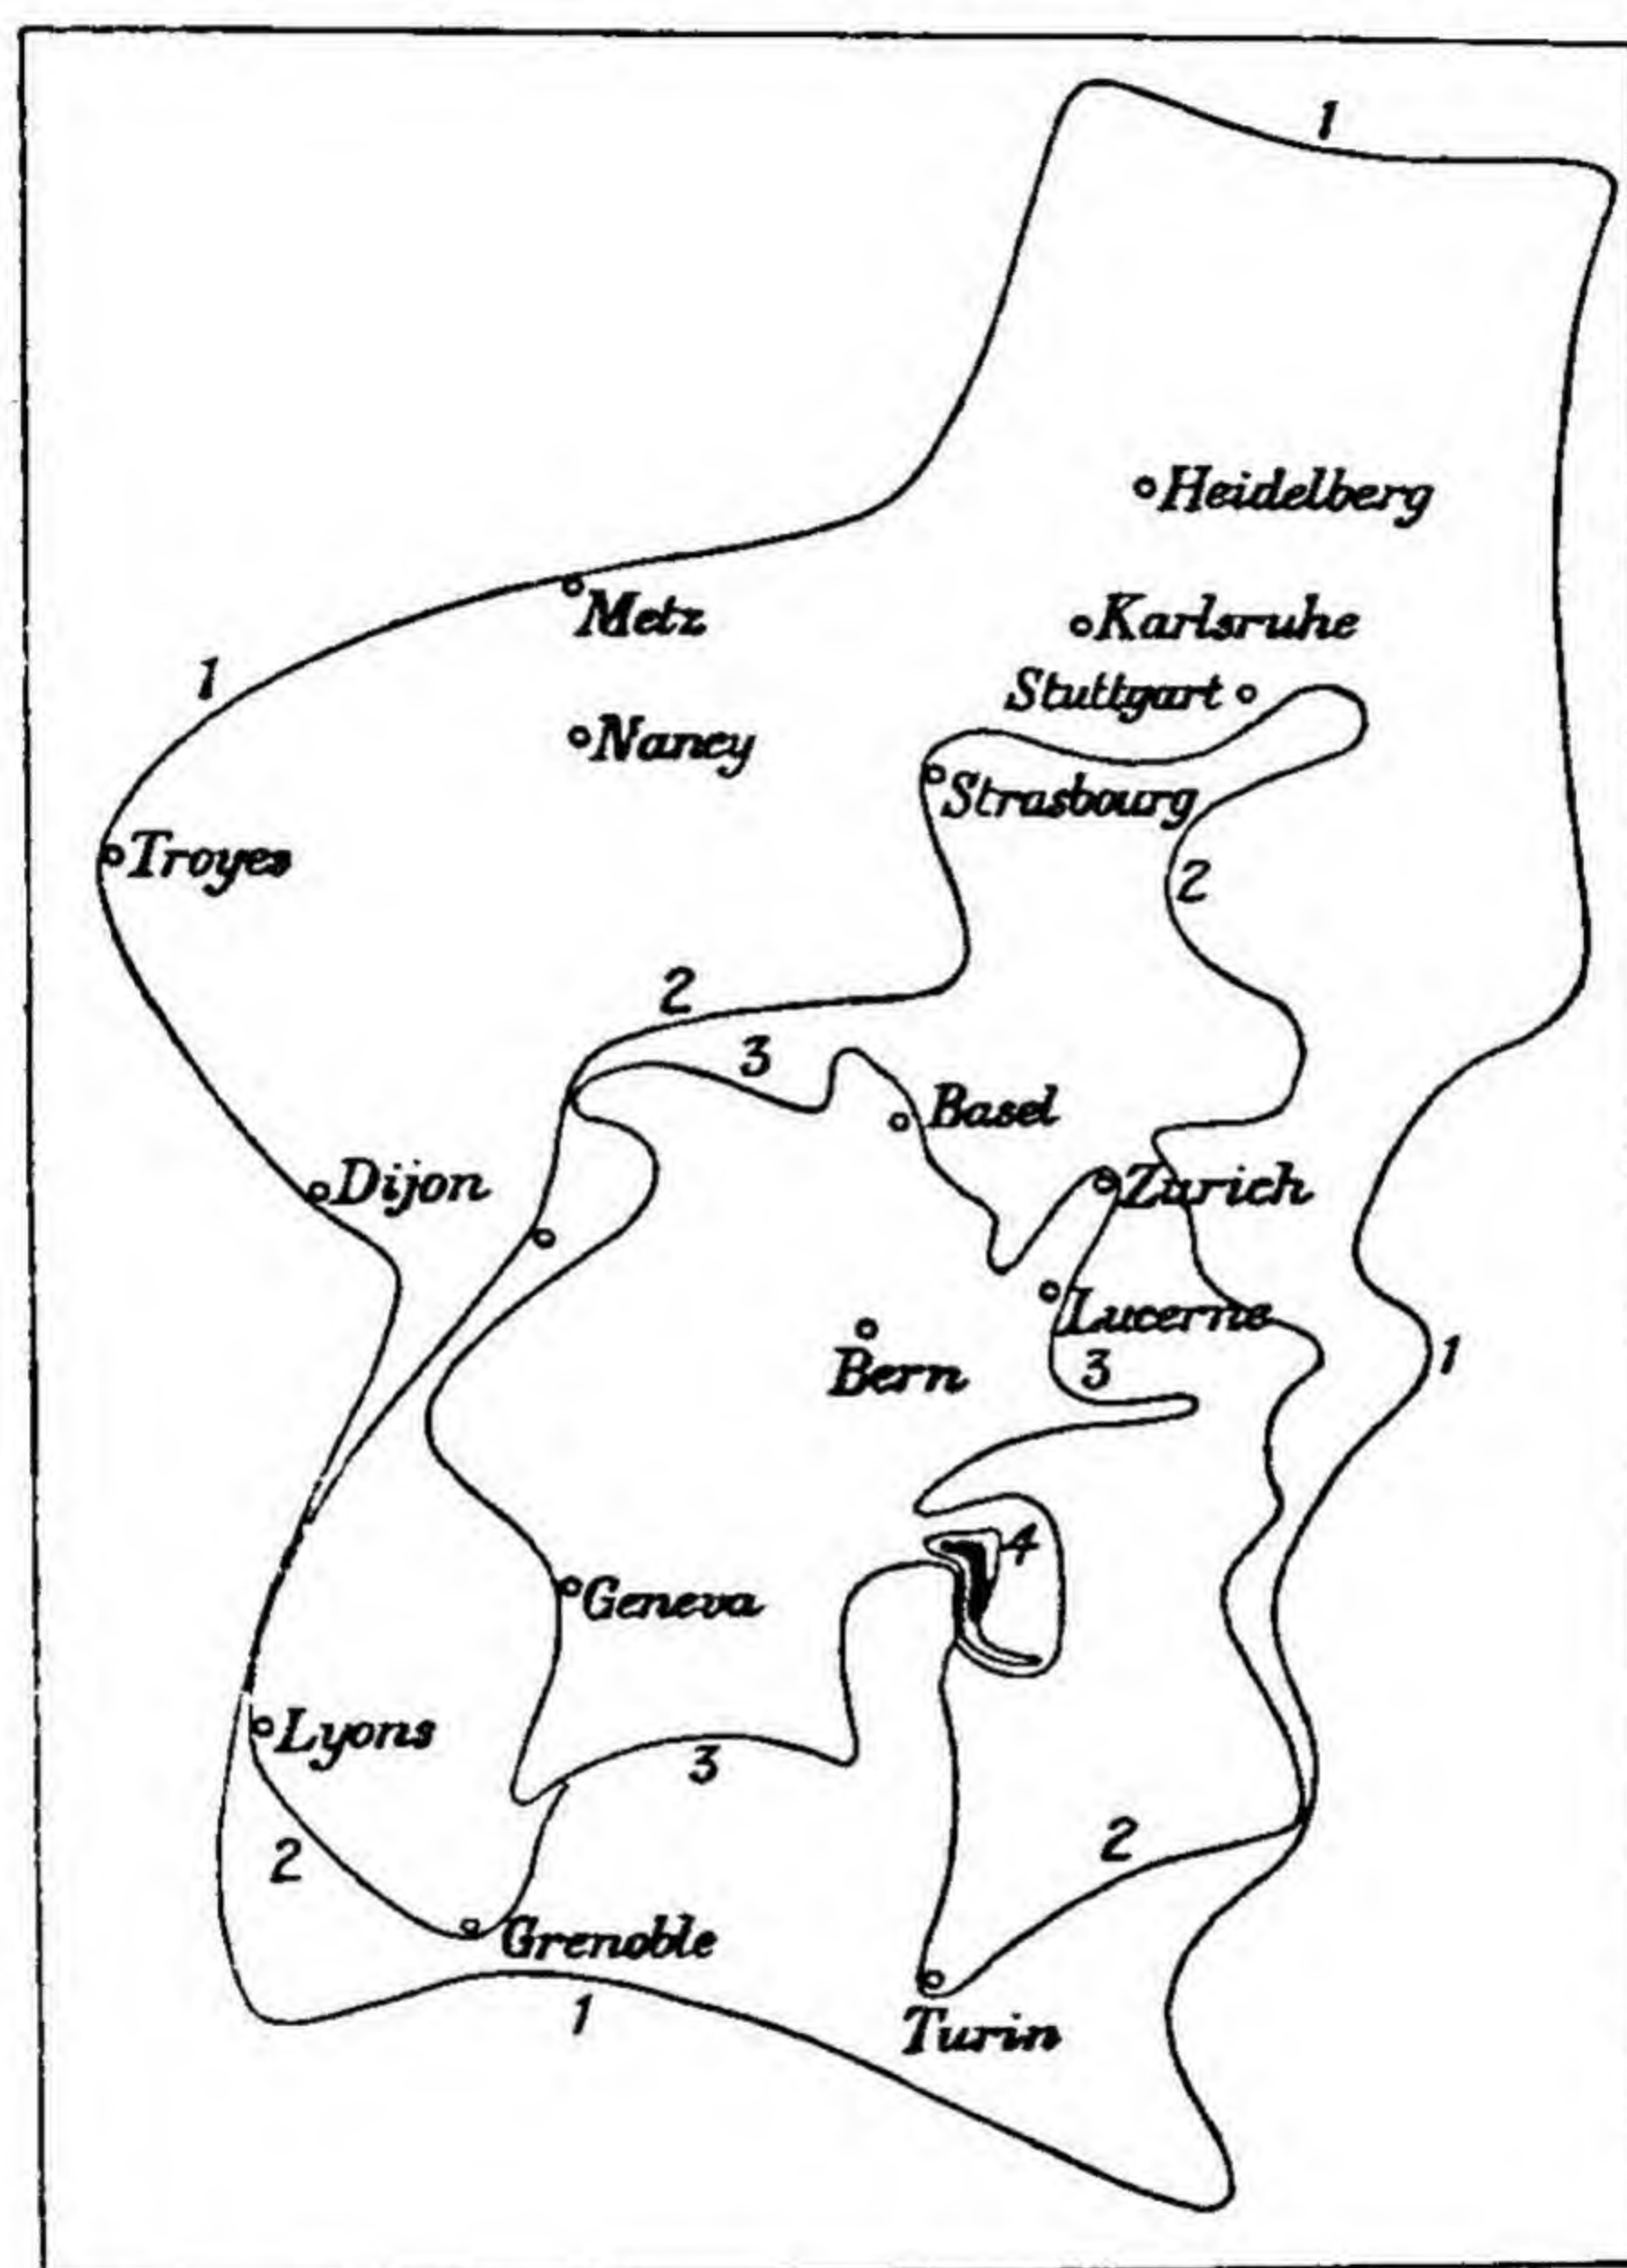 1
Heidelberg
Metz
Karlsruhe
1
Stuttgart
Nancy
Strasbourg
Troyes
2
2
3
Basel
Dijon
Zurich
Lucerne
Bern
3
1
4
Geneva
Lyons
3
2
2
Grenoble
1
Turin